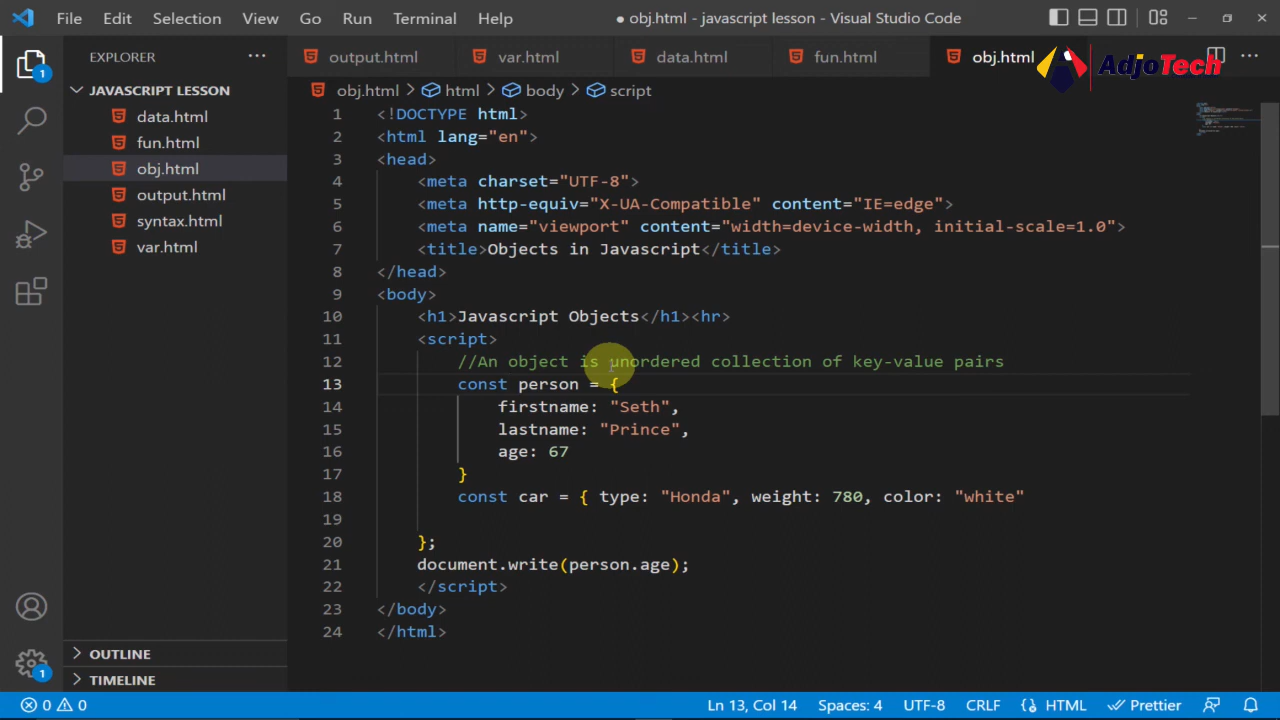 File Edit Selection View Go Run Terminal Help ● obj.html - javascript lesson - Visual Studio Code
EXPLORER ··· output.html var.html data.html fun.html obj.html ···
AdjoTech
1
JAVASCRIPT LESSON
data.html
fun.html
obj.html
output.html
syntax.html
var.html
OUTLINE
TIMELINE
1
obj.html > html > body > script
1 <!DOCTYPE html>
2 <html lang="en">
3 <head>
4 <meta charset="UTF-8">
5 <meta http-equiv="X-UA-Compatible" content="IE=edge">
6 <meta name="viewport" content="width=device-width, initial-scale=1.0">
7 <title>Objects in Javascript</title>
8 </head>
9 <body>
10 <h1>Javascript Objects</h1><hr>
11 <script>
12 //An object is unordered collection of key-value pairs
13 const person = {
14 firstname: "Seth",
15 lastname: "Prince",
16 age: 67
17 }
18 const car = { type: "Honda", weight: 780, color: "white"
19
20 };
21 document.write(person.age);
22 </script>
23 </body>
24 </html>
0 0 Ln 13, Col 14 Spaces: 4 UTF-8 CRLF HTML Prettier